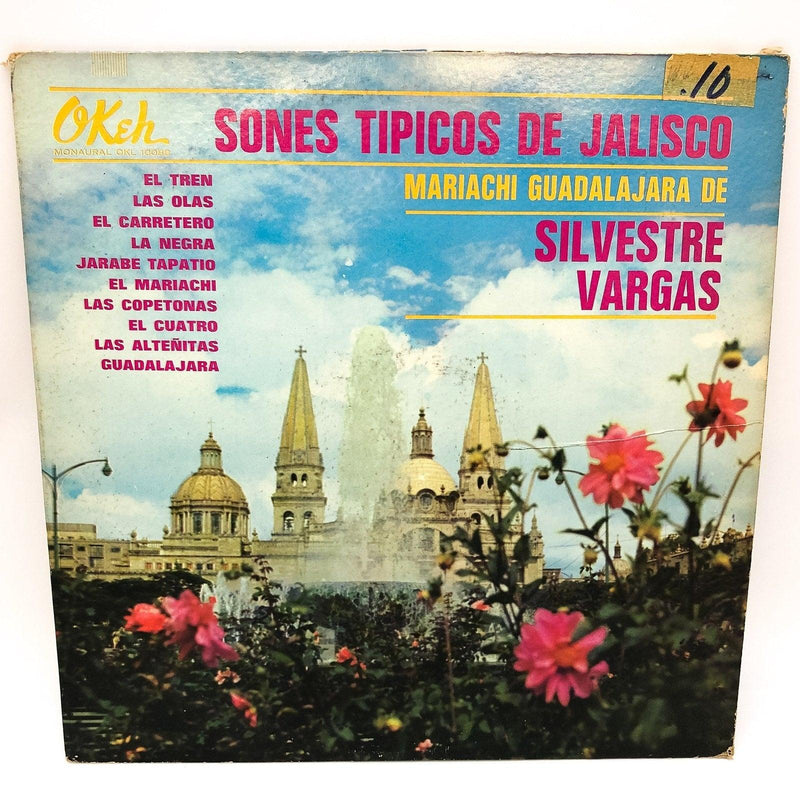 .10
OKeh
MONAURAL OKL
SONES TIPICOS DE JALISCO
MARIACHI GUADALAJARA DE
SILVESTRE
VARGAS
EL TREN
LAS OLAS
EL CARRETERO
LA NEGRA
JARABE TAPATIO
EL MARIACHI
LAS COPETONAS
EL CUATRO
LAS ALTEÑITAS
GUADALAJARA